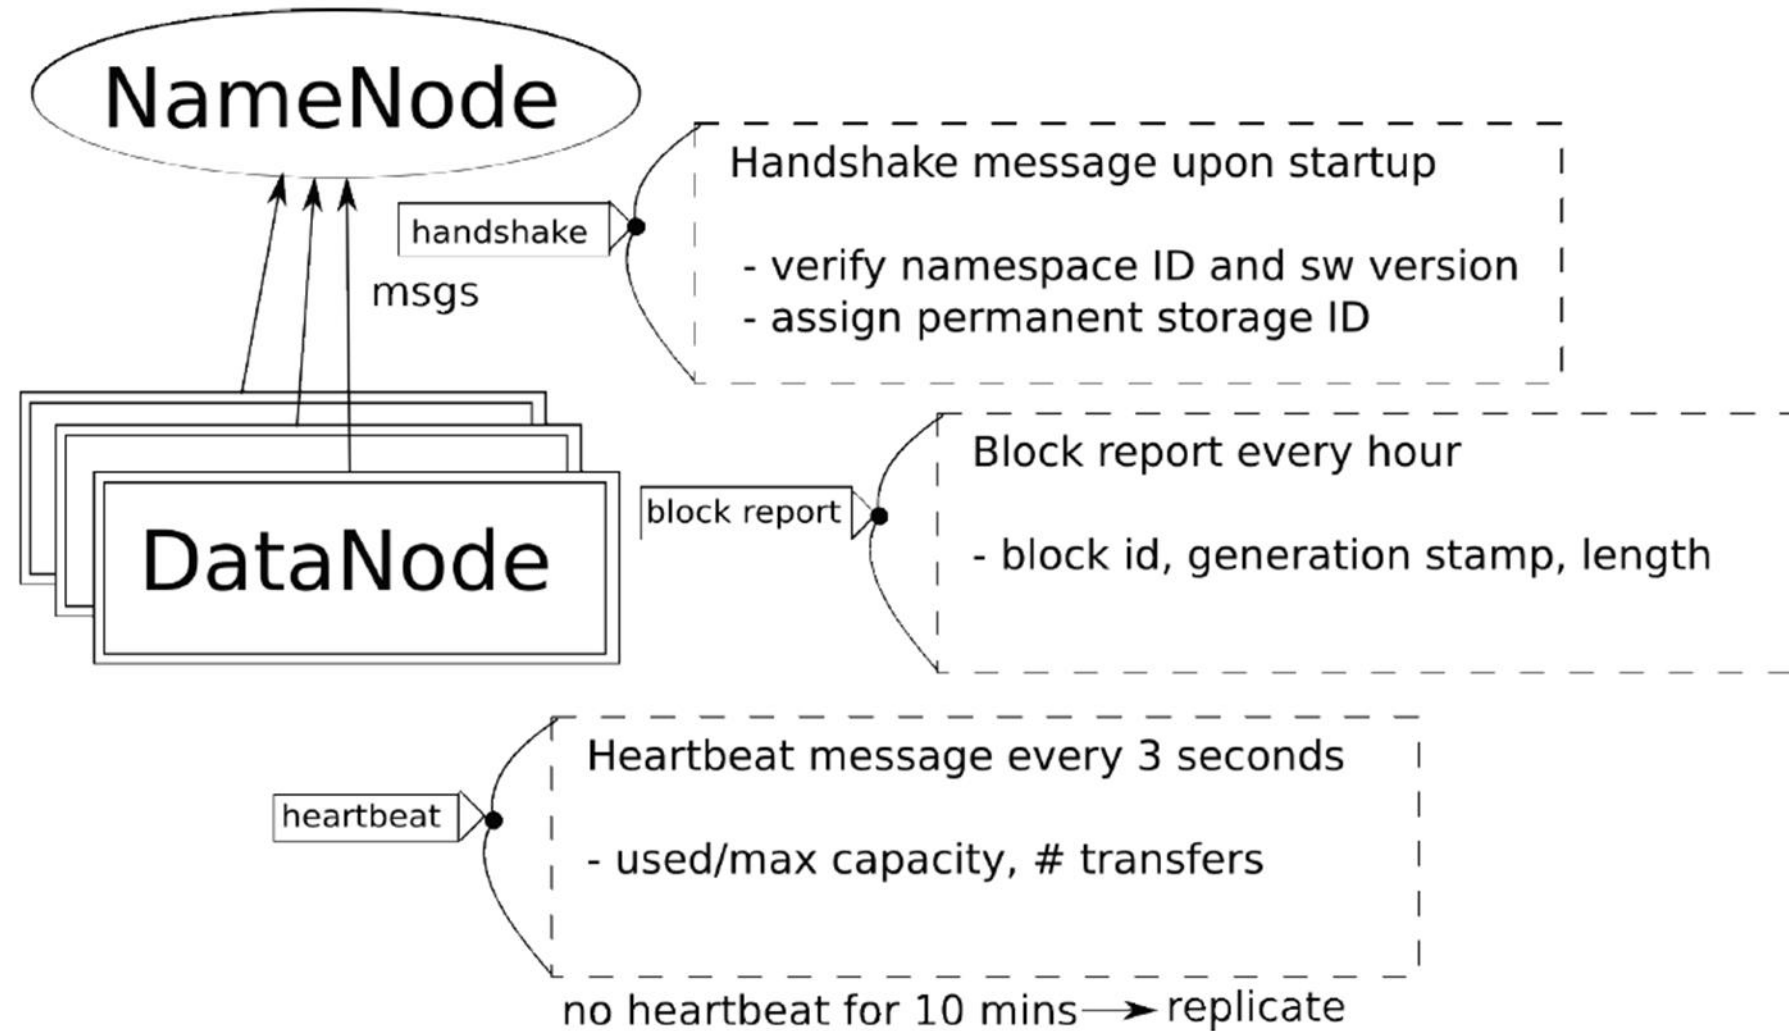 NameNode
Handshake message upon startup
handshake
- verify namespace ID and sw version
msgs
- assign permanent storage ID
Block report every hour
block report
- block id, generation stamp, length
DataNode
Heartbeat message every 3 seconds
heartbeat
- used/max capacity, # transfers
no heartbeat for 10 mins → replicate